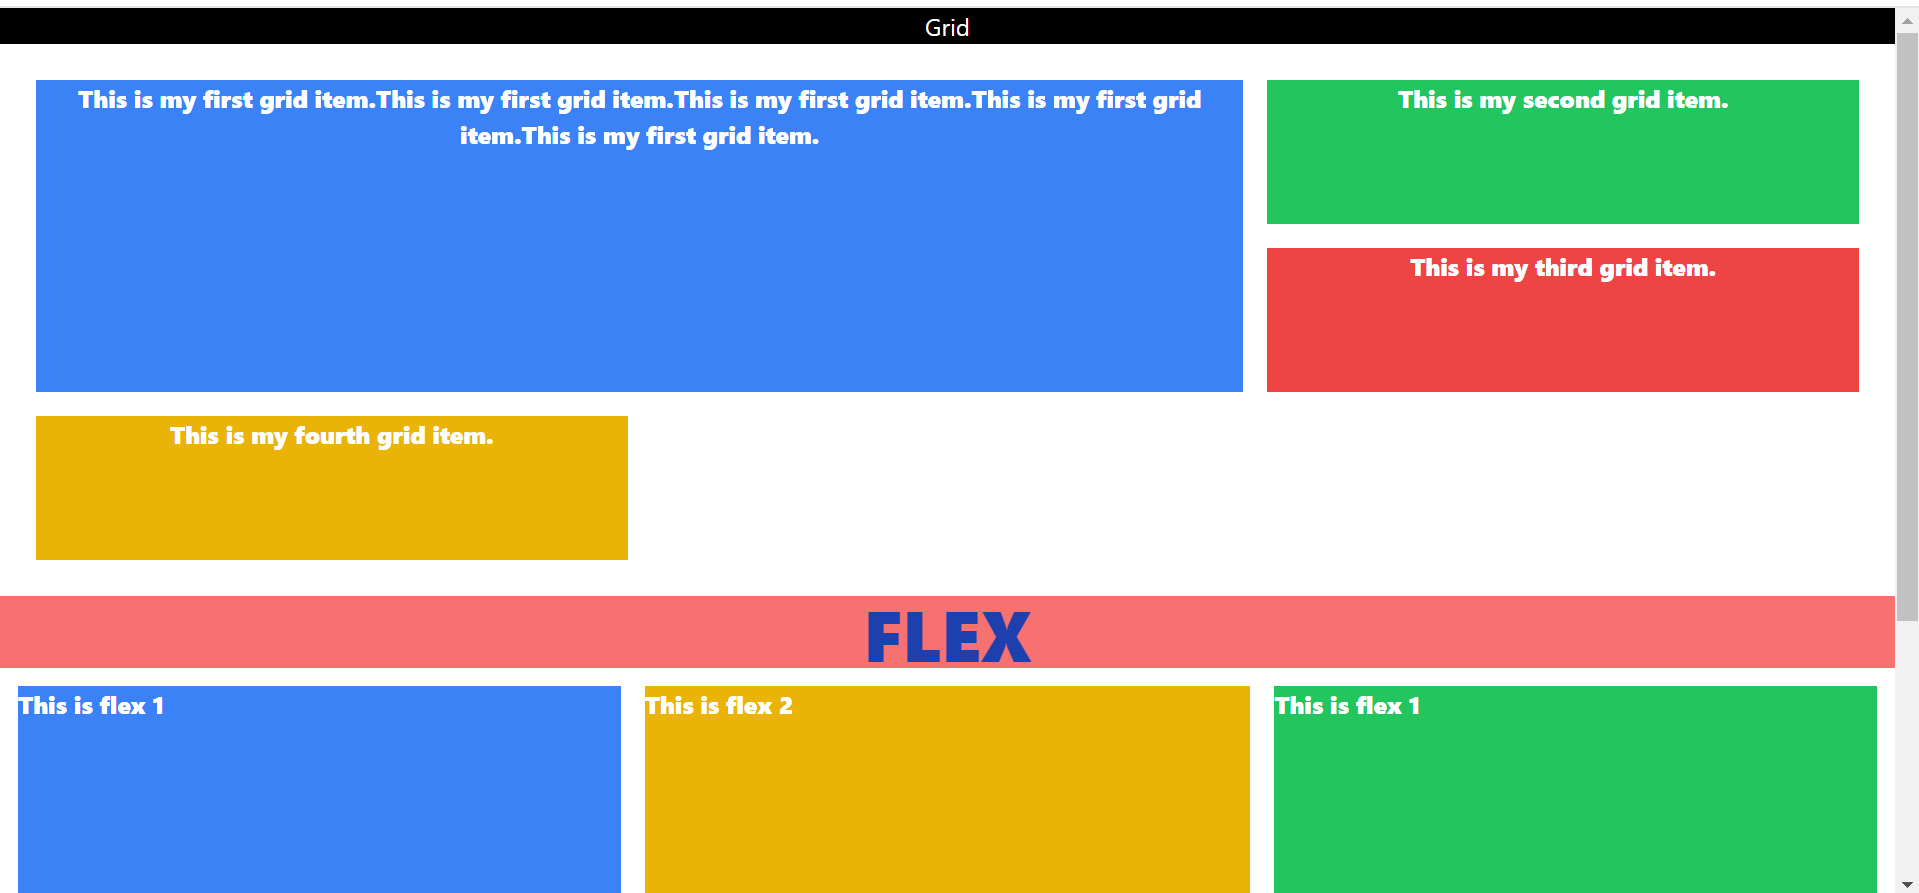 Grid
This is my first grid item.This is my first grid item.This is my first grid item.This is my first grid
item.This is my first grid item.
This is my second grid item.
This is my third grid item.
This is my fourth grid item.
FLEX
This is flex 1
This is flex 2
This is flex 1